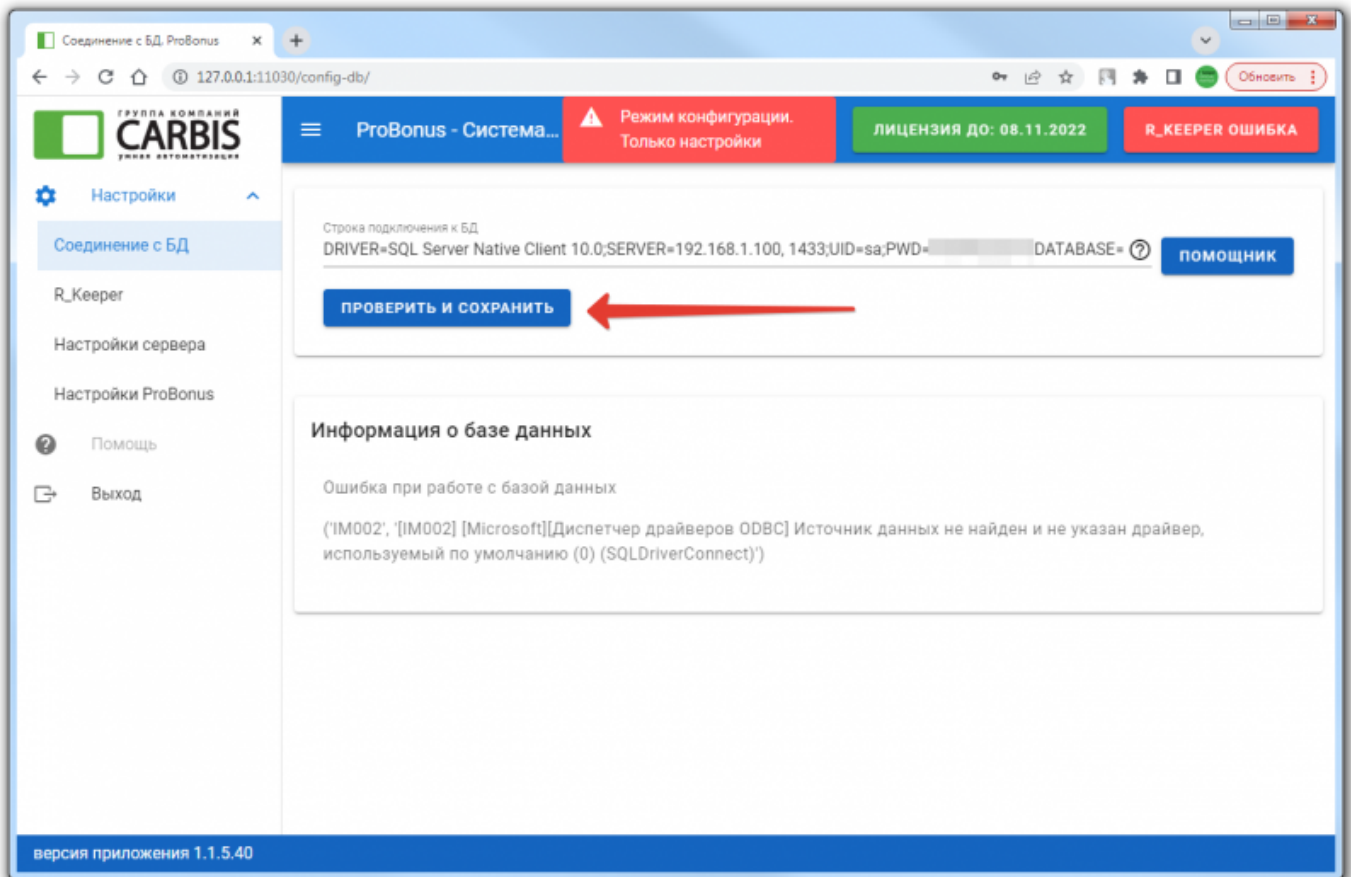 Соединение с БД, ProBonus
127.0.0.1:11030/config-db/
Обновить
ГРУППА КОМПАНИЙ
CARBIS
умная автоматизация
ProBonus - Система...
Режим конфигурации.
Только настройки
ЛИЦЕНЗИЯ ДО: 08.11.2022
R_KEEPER ОШИБКА
Настройки
Соединение с БД
R_Keeper
Настройки сервера
Настройки ProBonus
Помощь
Выход
Строка подключения к БД
DRIVER=SQL Server Native Client 10.0;SERVER=192.168.1.100, 1433;UID=sa;PWD= DATABASE=
ПОМОЩНИК
ПРОВЕРИТЬ И СОХРАНИТЬ
Информация о базе данных
Ошибка при работе с базой данных
('IM002', '[IM002] [Microsoft][Диспетчер драйверов ODBC] Источник данных не найден и не указан драйвер,
используемый по умолчанию (0) (SQLDriverConnect)')
версия приложения 1.1.5.40